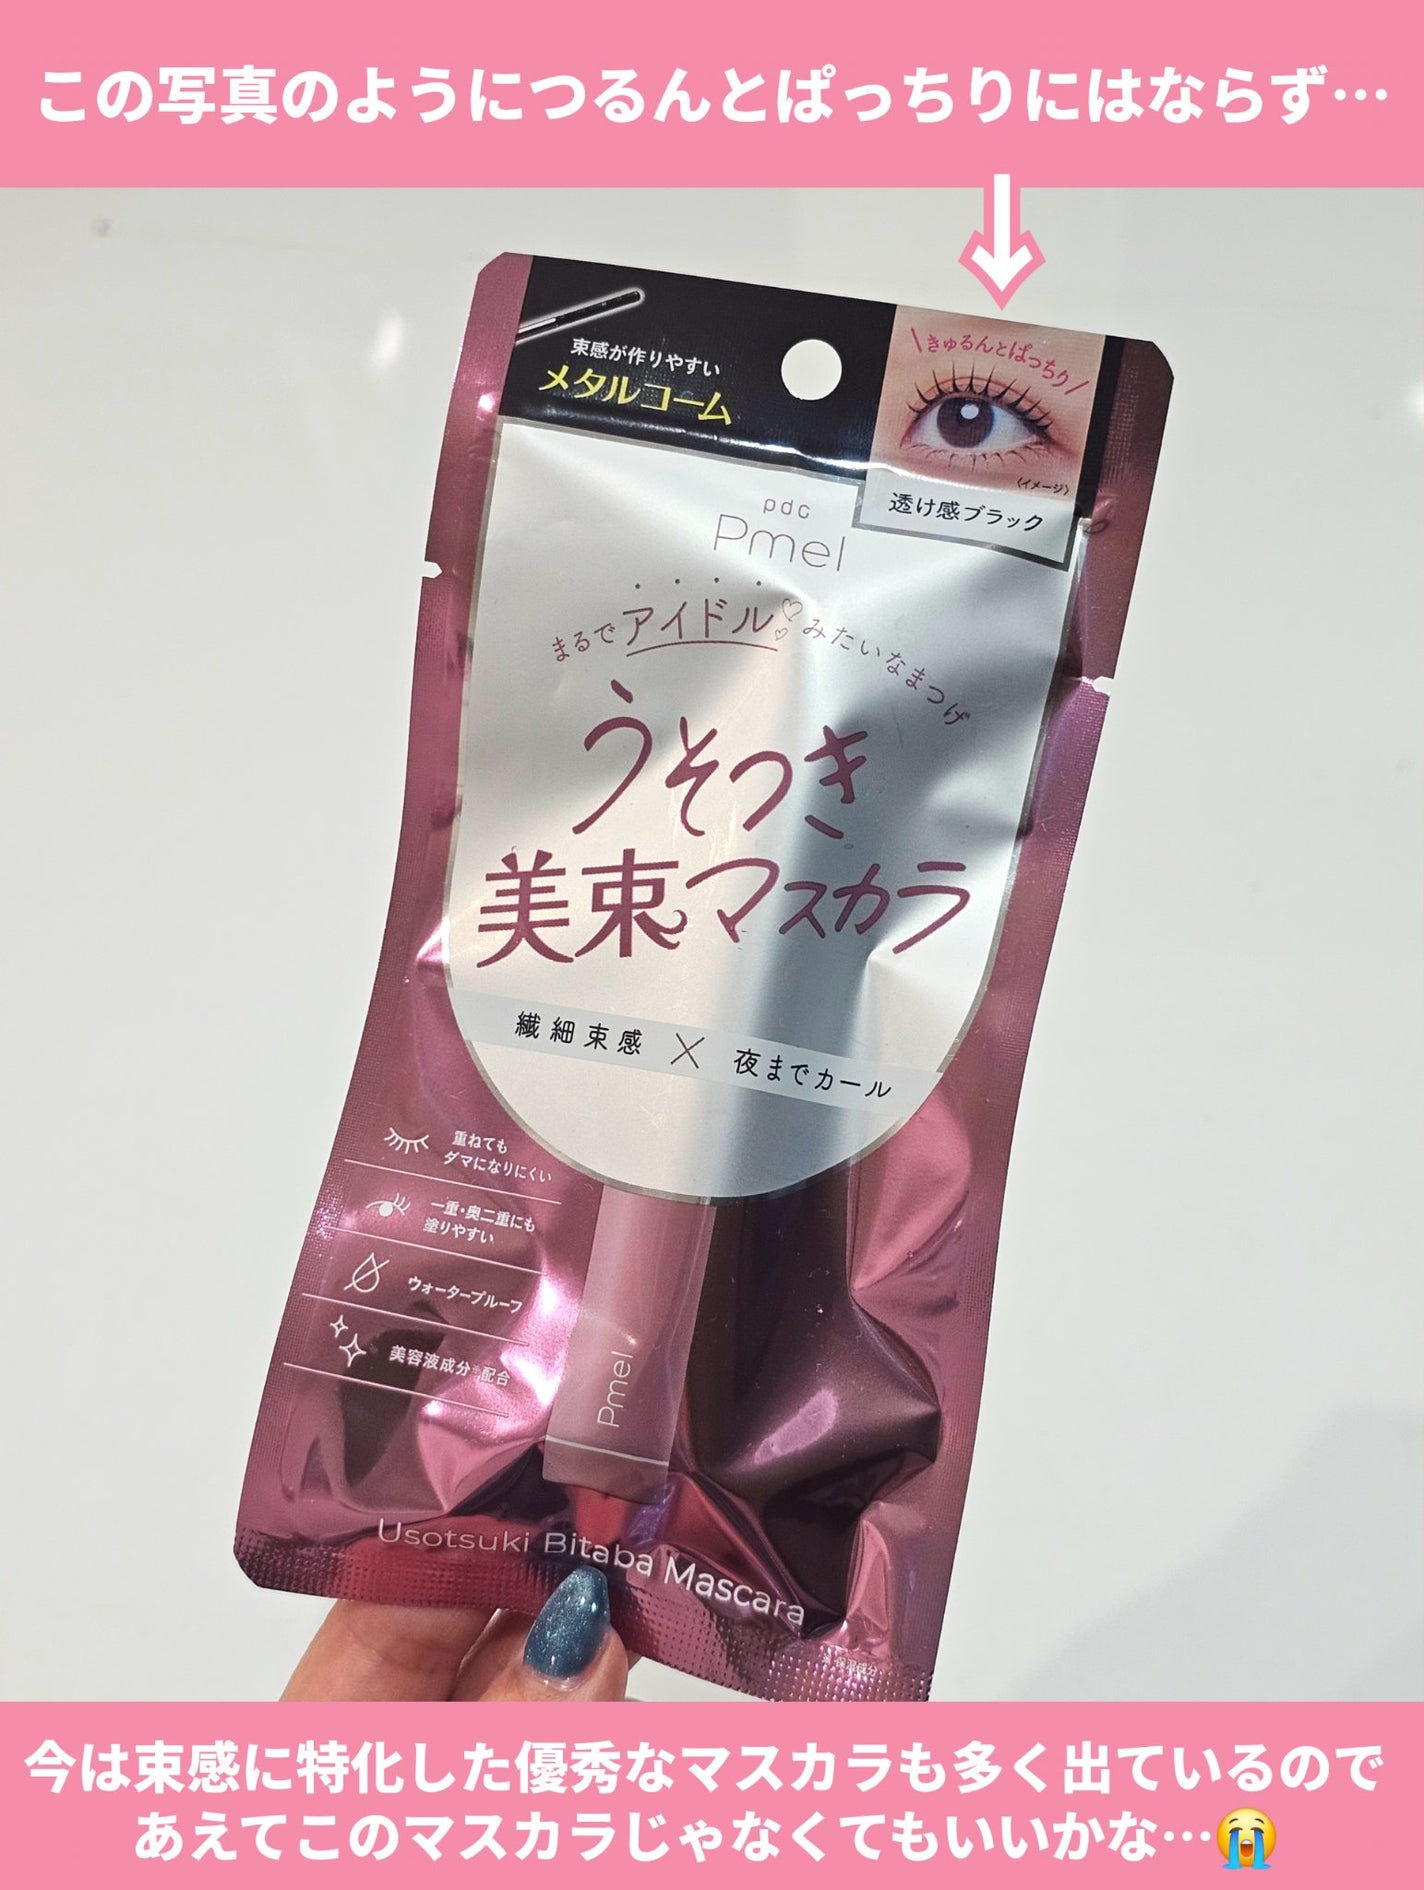 この写真のようにつるんとぱっちりにはならず…
束感が作りやすい
メタルコーム
\きゅるんとぱっちり/
〈イメージ〉
透け感ブラック
pdc
Pmel
まるでアイドル♡みたいなまつげ
うそつき
美束マスカラ
繊細束感 × 夜までカール
重ねても
ダマになりにくい
一重・奥二重にも
塗りやすい
ウォータープルーフ
美容液成分※配合
Pmel
Usotsuki Bitaba Mascara
※保湿成分
今は束感に特化した優秀なマスカラも多く出ているので
あえてこのマスカラじゃなくてもいいかな…😭